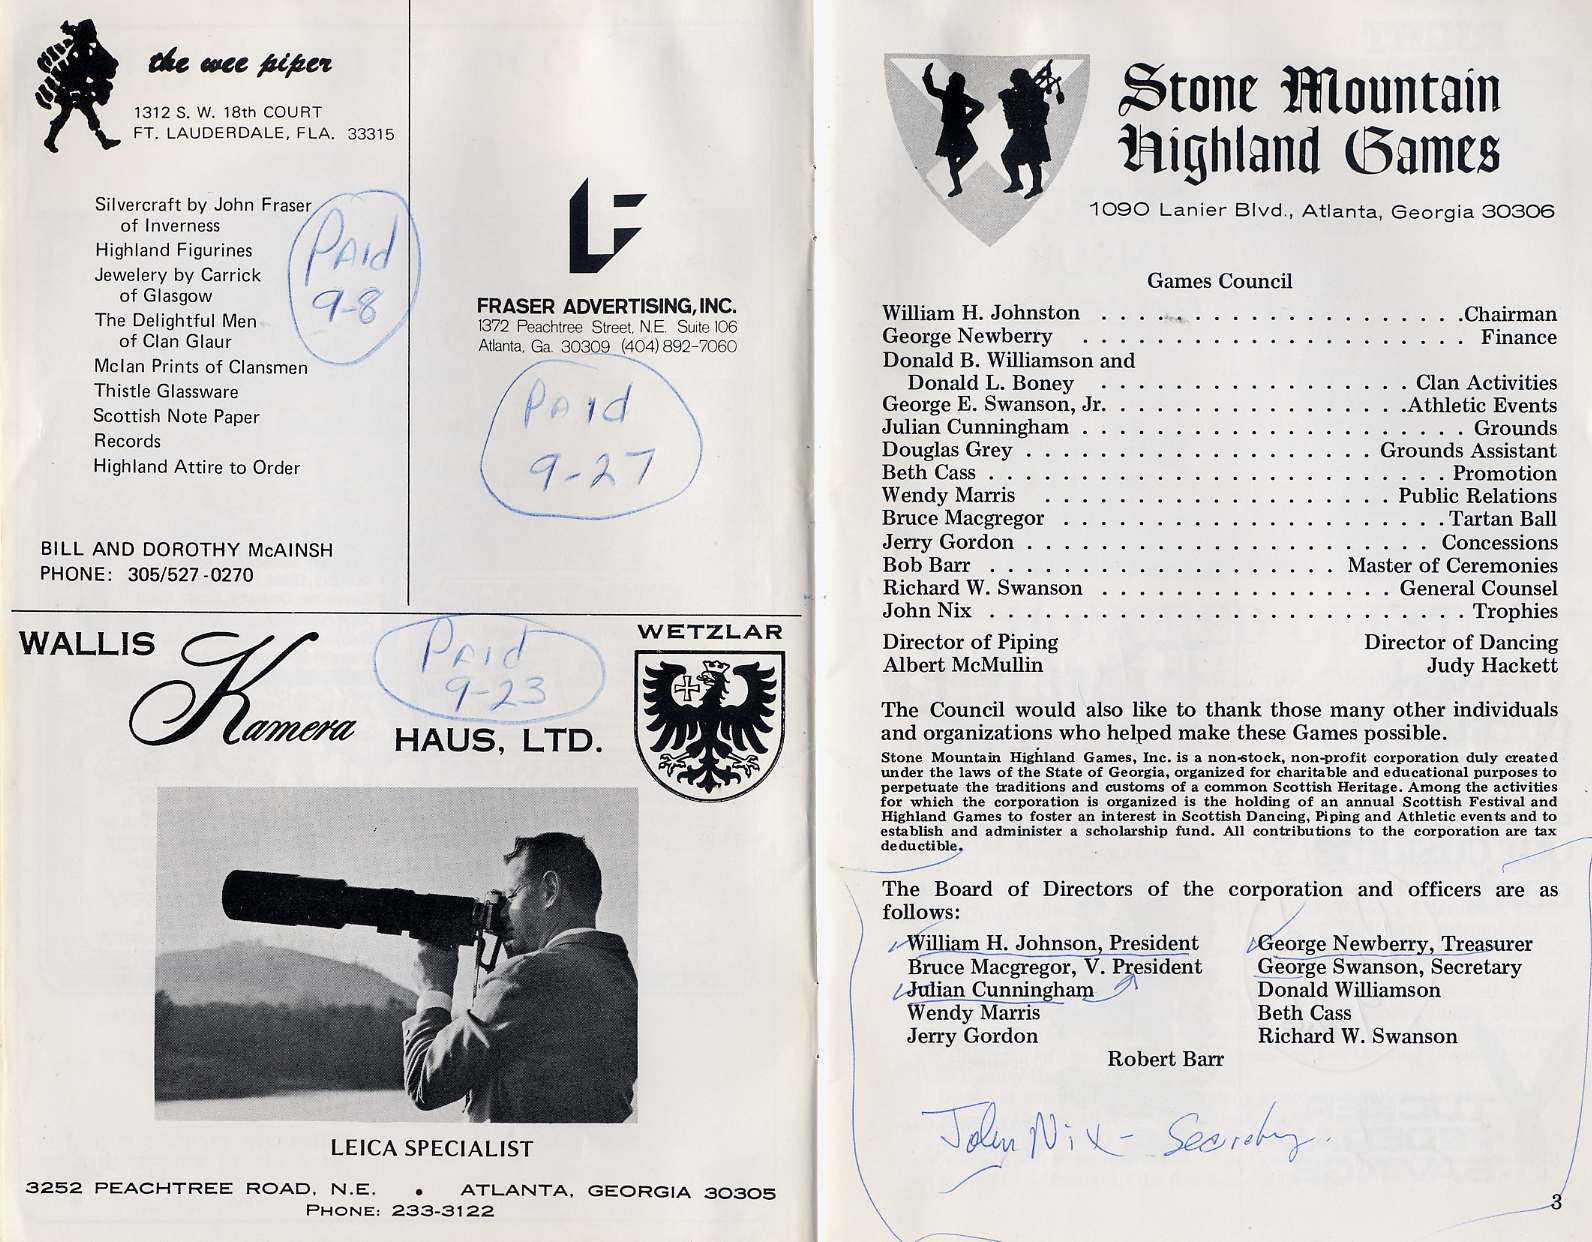 the wee piper
1312 S. W. 18th COURT
FT. LAUDERDALE, FLA. 33315
Silvercraft by John Fraser
of Inverness
Highland Figurines
Jewelery by Carrick
of Glasgow
The Delightful Men
of Clan Glaur
McIan Prints of Clansmen
Thistle Glassware
Scottish Note Paper
Records
Highland Attire to Order
Paid
9-8
BILL AND DOROTHY McAINSH
PHONE: 305/527-0270
LF
FRASER ADVERTISING, INC.
1372 Peachtree Street, N.E. Suite 106
Atlanta, Ga. 30309 (404) 892-7060
Paid
9-27
WALLIS Kamera HAUS, LTD.
Paid
9-23
WETZLAR
LEICA SPECIALIST
3252 PEACHTREE ROAD, N.E. • ATLANTA, GEORGIA 30305
PHONE: 233-3122
Stone Mountain
Highland Games
1090 Lanier Blvd., Atlanta, Georgia 30306
Games Council
William H. Johnston . . . . . . . . . . . . . . . . . . . .Chairman
George Newberry . . . . . . . . . . . . . . . . . . . . . Finance
Donald B. Williamson and
Donald L. Boney . . . . . . . . . . . . . . . . . Clan Activities
George E. Swanson, Jr. . . . . . . . . . . . . . . . . .Athletic Events
Julian Cunningham . . . . . . . . . . . . . . . . . . . . . Grounds
Douglas Grey . . . . . . . . . . . . . . . . . . . Grounds Assistant
Beth Cass . . . . . . . . . . . . . . . . . . . . . . . . . Promotion
Wendy Marris . . . . . . . . . . . . . . . . . . . Public Relations
Bruce Macgregor . . . . . . . . . . . . . . . . . . . . . Tartan Ball
Jerry Gordon . . . . . . . . . . . . . . . . . . . . . . Concessions
Bob Barr . . . . . . . . . . . . . . . . . . . Master of Ceremonies
Richard W. Swanson . . . . . . . . . . . . . . . . General Counsel
John Nix . . . . . . . . . . . . . . . . . . . . . . . . . . Trophies
Director of Piping Director of Dancing
Albert McMullin Judy Hackett
The Council would also like to thank those many other individuals
and organizations who helped make these Games possible.
Stone Mountain Highland Games, Inc. is a non-stock, non-profit corporation duly created
under the laws of the State of Georgia, organized for charitable and educational purposes to
perpetuate the traditions and customs of a common Scottish Heritage. Among the activities
for which the corporation is organized is the holding of an annual Scottish Festival and
Highland Games to foster an interest in Scottish Dancing, Piping and Athletic events and to
establish and administer a scholarship fund. All contributions to the corporation are tax
deductible.
The Board of Directors of the corporation and officers are as
follows:
William H. Johnson, President George Newberry, Treasurer
Bruce Macgregor, V. President George Swanson, Secretary
Julian Cunningham Donald Williamson
Wendy Marris Beth Cass
Jerry Gordon Richard W. Swanson
Robert Barr
John Nix - Secretary.
3